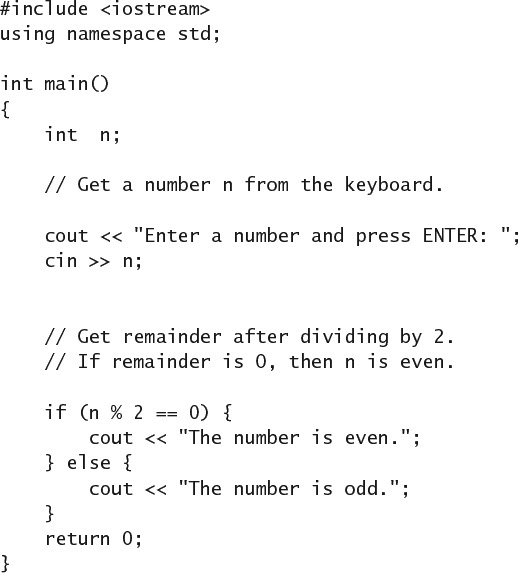 #include <iostream>
using namespace std;
int main()
{
    int  n;
    // Get a number n from the keyboard.
    cout << "Enter a number and press ENTER: ";
    cin >> n;
    // Get remainder after dividing by 2.
    // If remainder is 0, then n is even.
    if (n % 2 == 0) {
        cout << "The number is even.";
    } else {
        cout << "The number is odd.";
    }
    return 0;
}